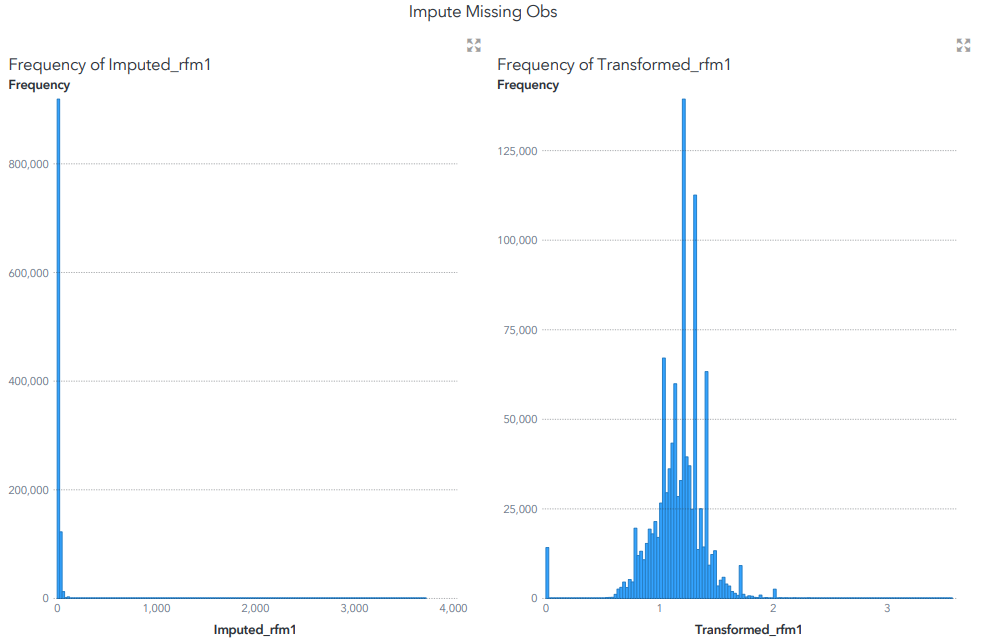 Impute Missing Obs
Frequency of Imputed_rfm1
Frequency
800,000
600,000
400,000
200,000
0
0 1,000 2,000 3,000 4,000
Imputed_rfm1
Frequency of Transformed_rfm1
Frequency
125,000
100,000
75,000
50,000
25,000
0
0 1 2 3
Transformed_rfm1